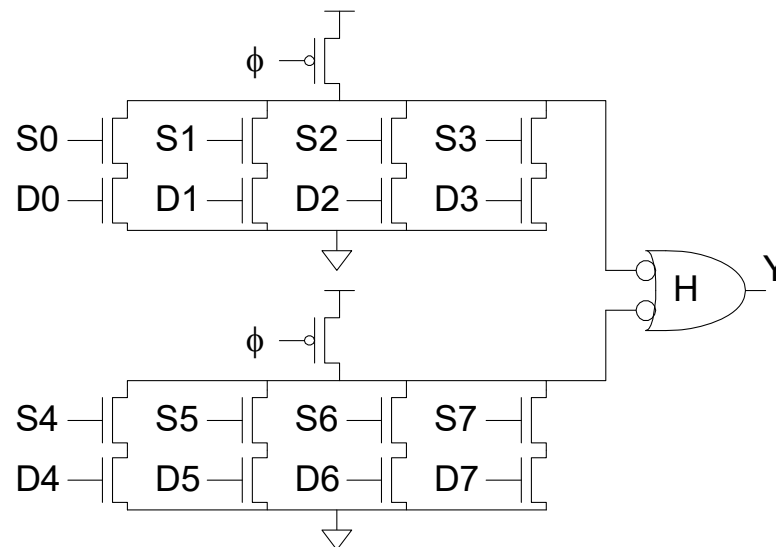 ϕ
S0 S1 S2 S3
D0 D1 D2 D3
H Y
ϕ
S4 S5 S6 S7
D4 D5 D6 D7